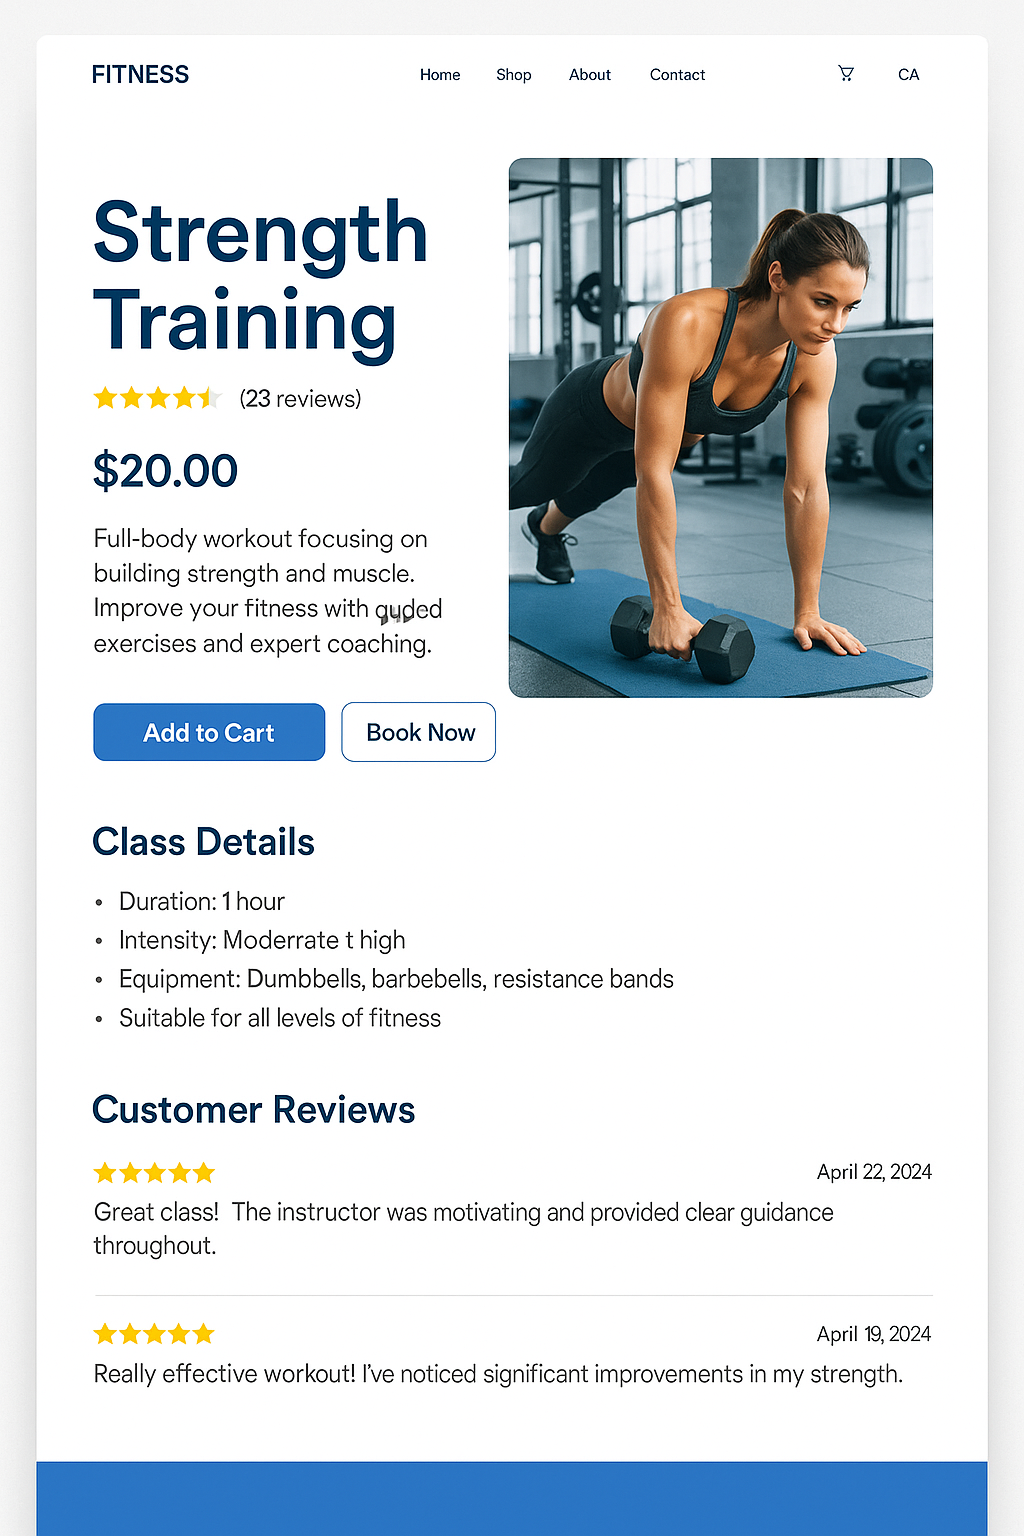 FITNESS
Home Shop About Contact
CA
Strength
Training
(23 reviews)
$20.00
Full-body workout focusing on
building strength and muscle.
Improve your fitness with
exercises and expert coaching.
Add to Cart
Book Now
Class Details
• Duration: 1 hour
• Intensity: Moderrate t high
• Equipment: Dumbbells, barbebells, resistance bands
• Suitable for all levels of fitness
Customer Reviews
April 22, 2024
Great class! The instructor was motivating and provided clear guidance
throughout.
April 19, 2024
Really effective workout! I've noticed significant improvements in my strength.